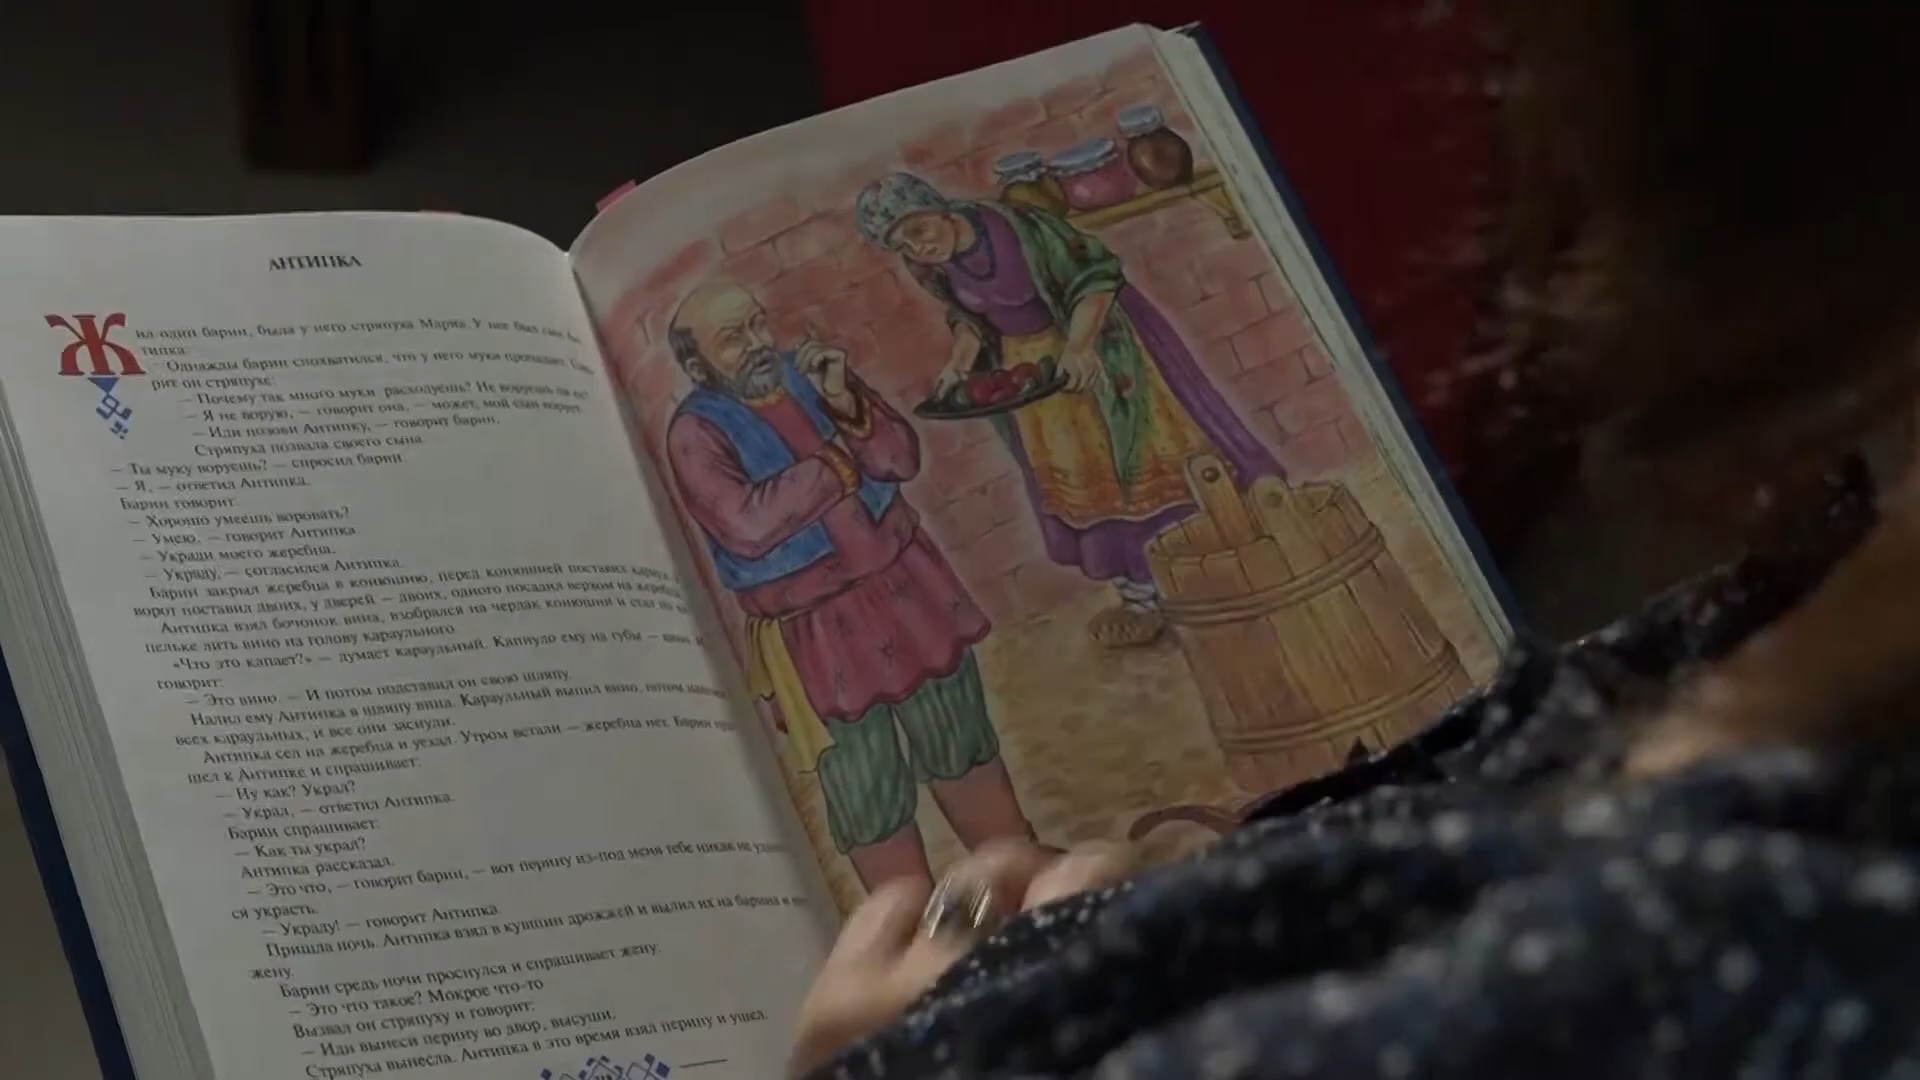 АНТИПКА
Жил один барин, была у него стряпуха Мария. У нее был сын Ан-
типка.
Однажды барин спохватился, что у него мука пропадает. Гово-
рит он стряпухе:
— Почему так много муки расходуешь? Не воруешь ли её?
— Я не ворую, — говорит она, — может, мой сын ворует.
— Иди позови Антипку, — говорит барин.
Стряпуха позвала своего сына.
— Ты муку воруешь? — спросил барин.
— Я, — ответил Антипка.
Барин говорит:
— Хорошо умеешь воровать?
— Умею, — говорит Антипка.
— Укради моего жеребца.
— Украду, — согласился Антипка.
Барин закрыл жеребца в конюшню, перед конюшней поставил караул
ворот поставил двоих, у дверей — двоих, одного посадил верхом на жеребца
Антипка взял бочонок вина, взобрался на чердак конюшни и стал
пельке лить вино на голову караульного
«Что это капает?» — думает караульный. Капнуло ему на губы — вино
говорит:
— Это вино. — И потом подставил он свою шляпу.
Налил ему Антипка в шляпу вина. Караульный выпил вино, потом
всех караульных, и все они заснули.
Антипка сел на жеребца и уехал. Утром встали — жеребца нет. Барин
шел к Антипке и спрашивает:
— Ну как? Украл?
— Украл, — ответил Антипка.
Барин спрашивает:
— Как ты украл?
Антипка рассказал.
— Это что, — говорит барин, — вот перину из-под меня тебе никак не
ся украсть.
— Украду! — говорит Антипка.
Пришла ночь. Антипка взял в кувшин дрожжей и вылил их на барина и
жену.
Барин средь ночи проснулся и спрашивает жену:
— Это что такое? Мокрое что-то
Вызвал он стряпуху и говорит:
— Иди вынеси перину во двор, высуши.
Стряпуха вынесла. Антипка в это время взял перину и ушел.